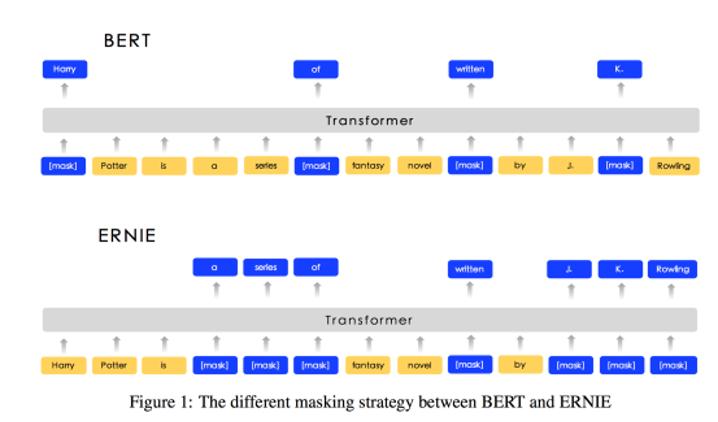 BERT
Harry of written K.
Transformer
[mask] Potter is a series [mask] fantasy novel [mask] by J. [mask] Rowling
ERNIE
a series of written J. K. Rowling
Transformer
Harry Potter is [mask] [mask] [mask] fantasy novel [mask] by [mask] [mask] [mask]
Figure 1: The different masking strategy between BERT and ERNIE